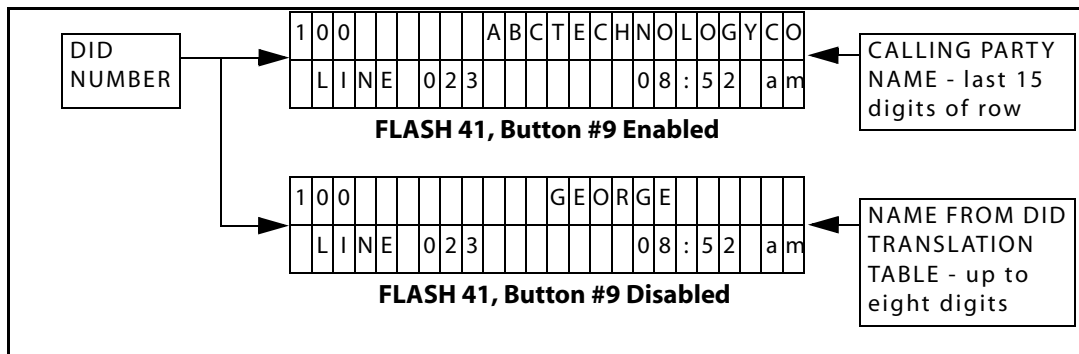 DID
NUMBER
100 ABCTECHNOLOGYCO
LINE 023 08:52 am
FLASH 41, Button #9 Enabled
CALLING PARTY
NAME - last 15
digits of row
100 GEORGE
LINE 023 08:52 am
FLASH 41, Button #9 Disabled
NAME FROM DID
TRANSLATION
TABLE - up to
eight digits